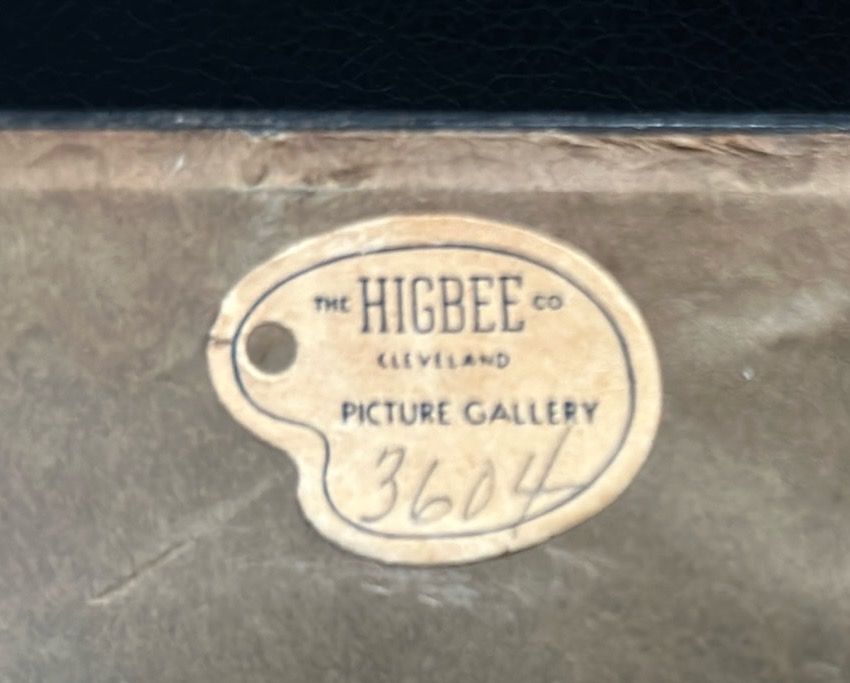 THE HIGBEE CO
CLEVELAND
PICTURE GALLERY
3604